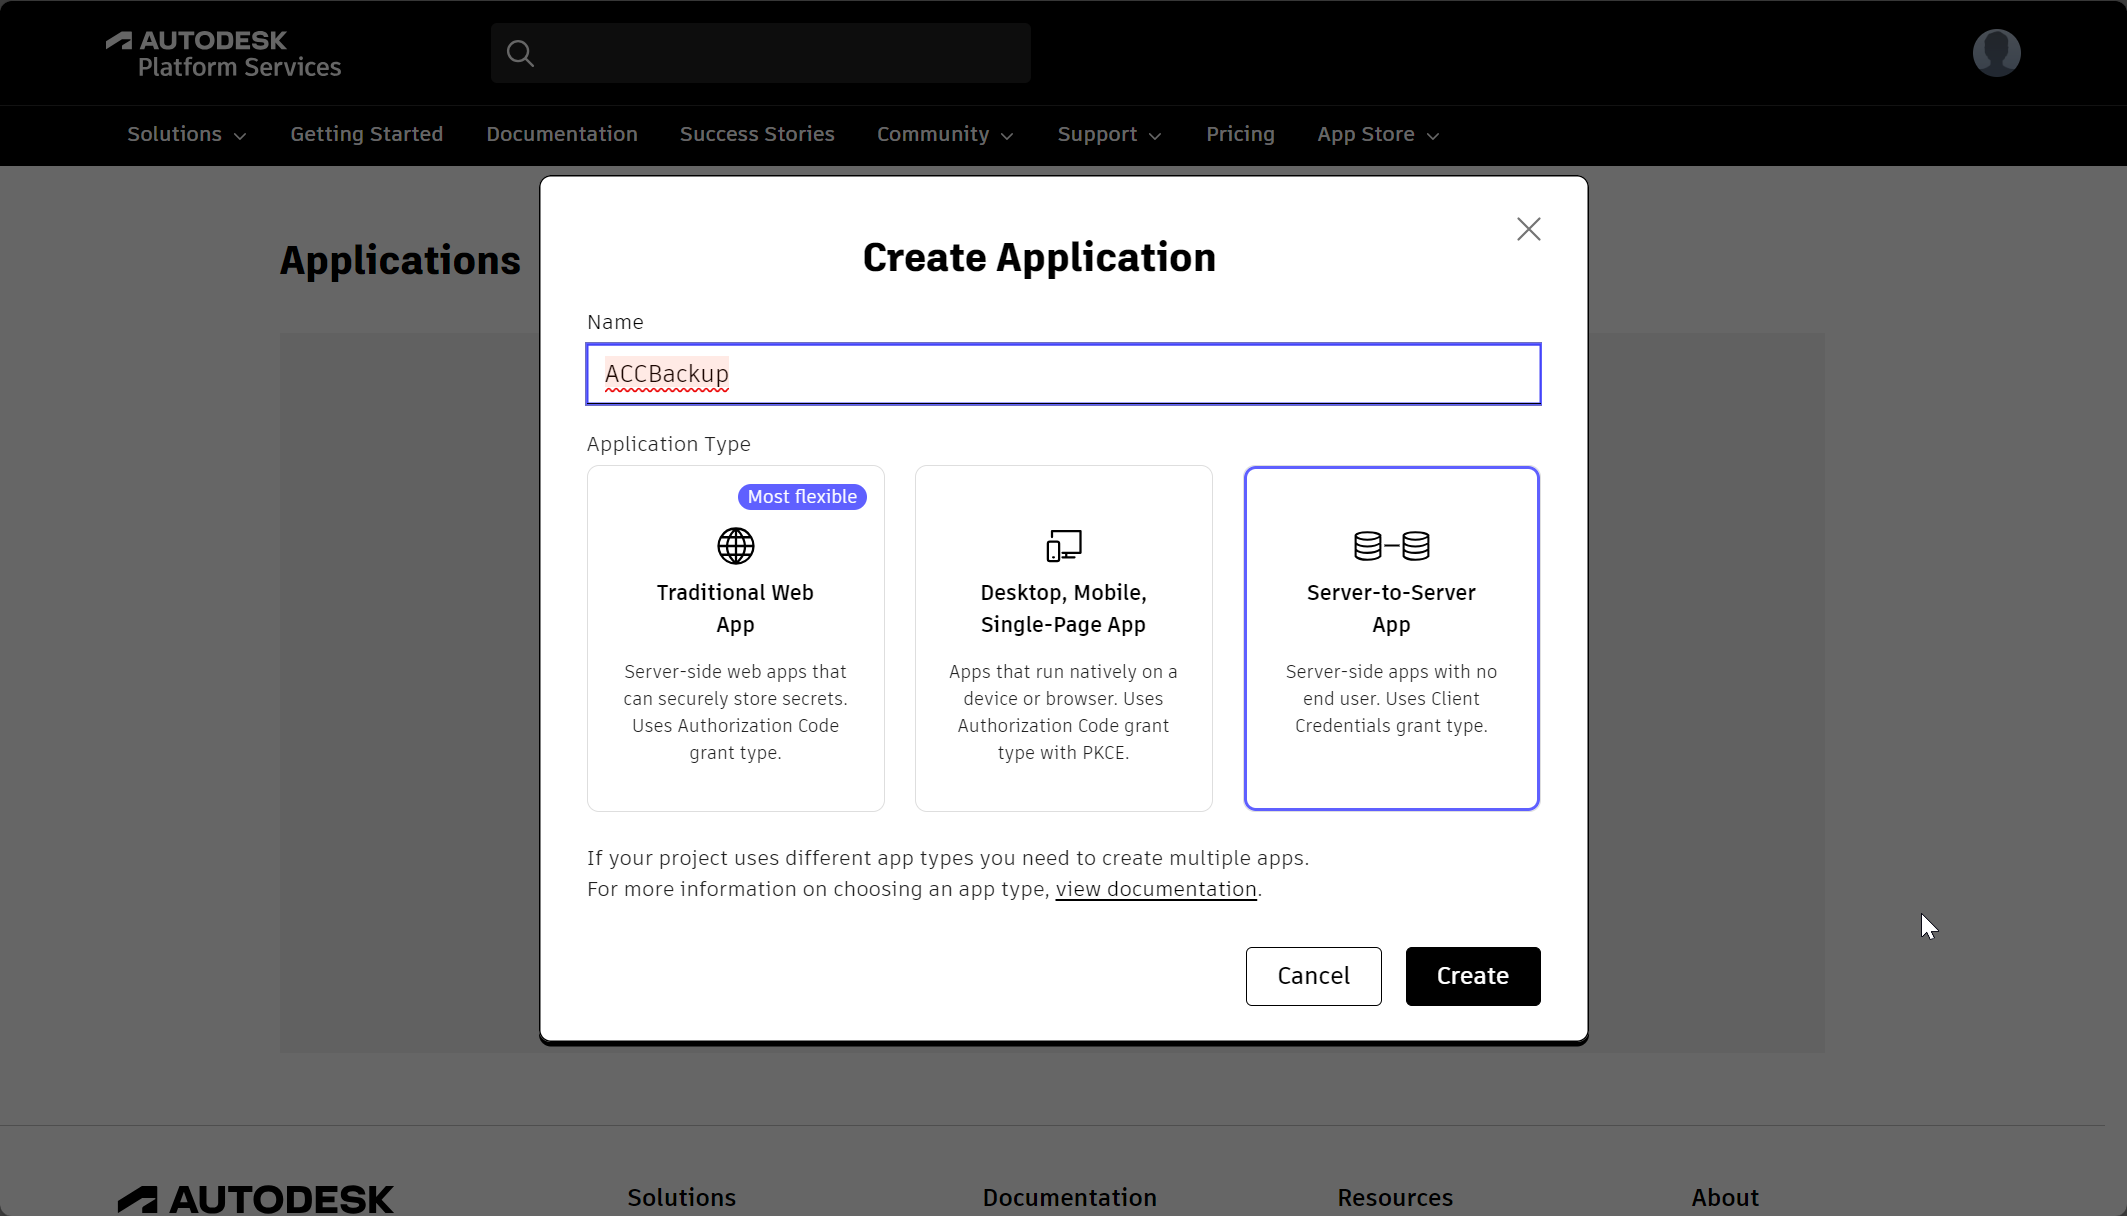 AUTODESK
Platform Services
Solutions Getting Started Documentation Success Stories Community Support Pricing App Store
Applications
Create Application
Name
ACCBackup
Application Type
Most flexible
Traditional Web
App
Server-side web apps that
can securely store secrets.
Uses Authorization Code
grant type.
Desktop, Mobile,
Single-Page App
Apps that run natively on a
device or browser. Uses
Authorization Code grant
type with PKCE.
Server-to-Server
App
Server-side apps with no
end user. Uses Client
Credentials grant type.
If your project uses different app types you need to create multiple apps.
For more information on choosing an app type, view documentation.
Cancel Create
AUTODESK Solutions Documentation Resources About